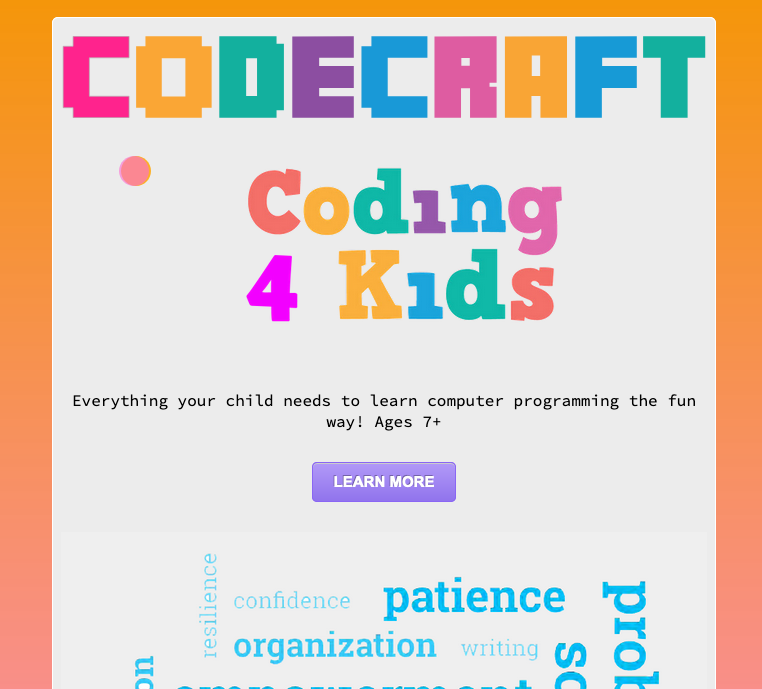 CODECRAFT
Coding
4 Kids
Everything your child needs to learn computer programming the fun
way! Ages 7+
LEARN MORE
resilience
confidence
patience
organization
writing